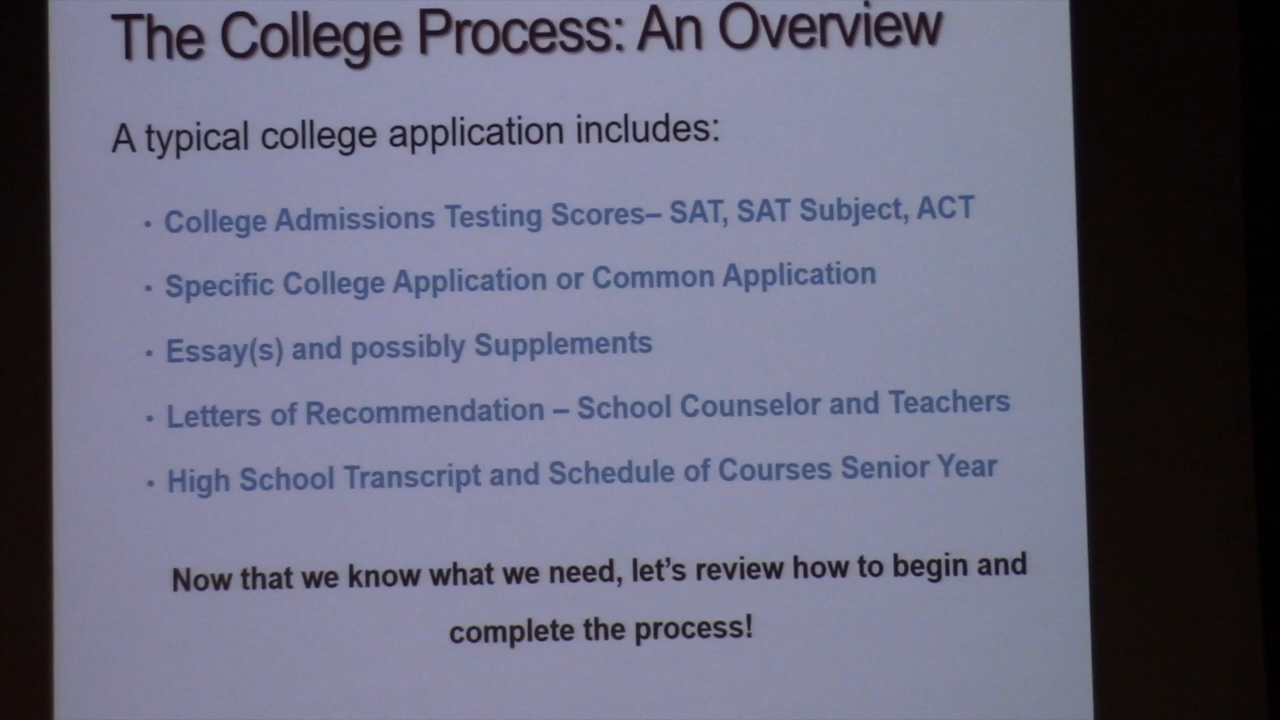 The College Process: An Overview
A typical college application includes:
· College Admissions Testing Scores– SAT, SAT Subject, ACT
· Specific College Application or Common Application
· Essay(s) and possibly Supplements
· Letters of Recommendation – School Counselor and Teachers
· High School Transcript and Schedule of Courses Senior Year
Now that we know what we need, let’s review how to begin and
complete the process!